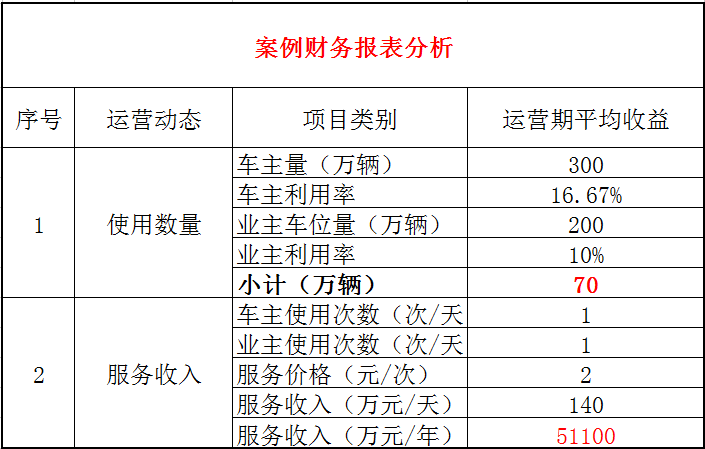 案例财务报表分析
序号 运营动态 项目类别 运营期平均收益
1 使用数量 车主量（万辆） 300
车主利用率 16.67%
业主车位量（万辆） 200
业主利用率 10%
小计（万辆） 70
2 服务收入 车主使用次数（次/天 1
业主使用次数（次/天 1
服务价格（元/次） 2
服务收入（万元/天） 140
服务收入（万元/年） 51100